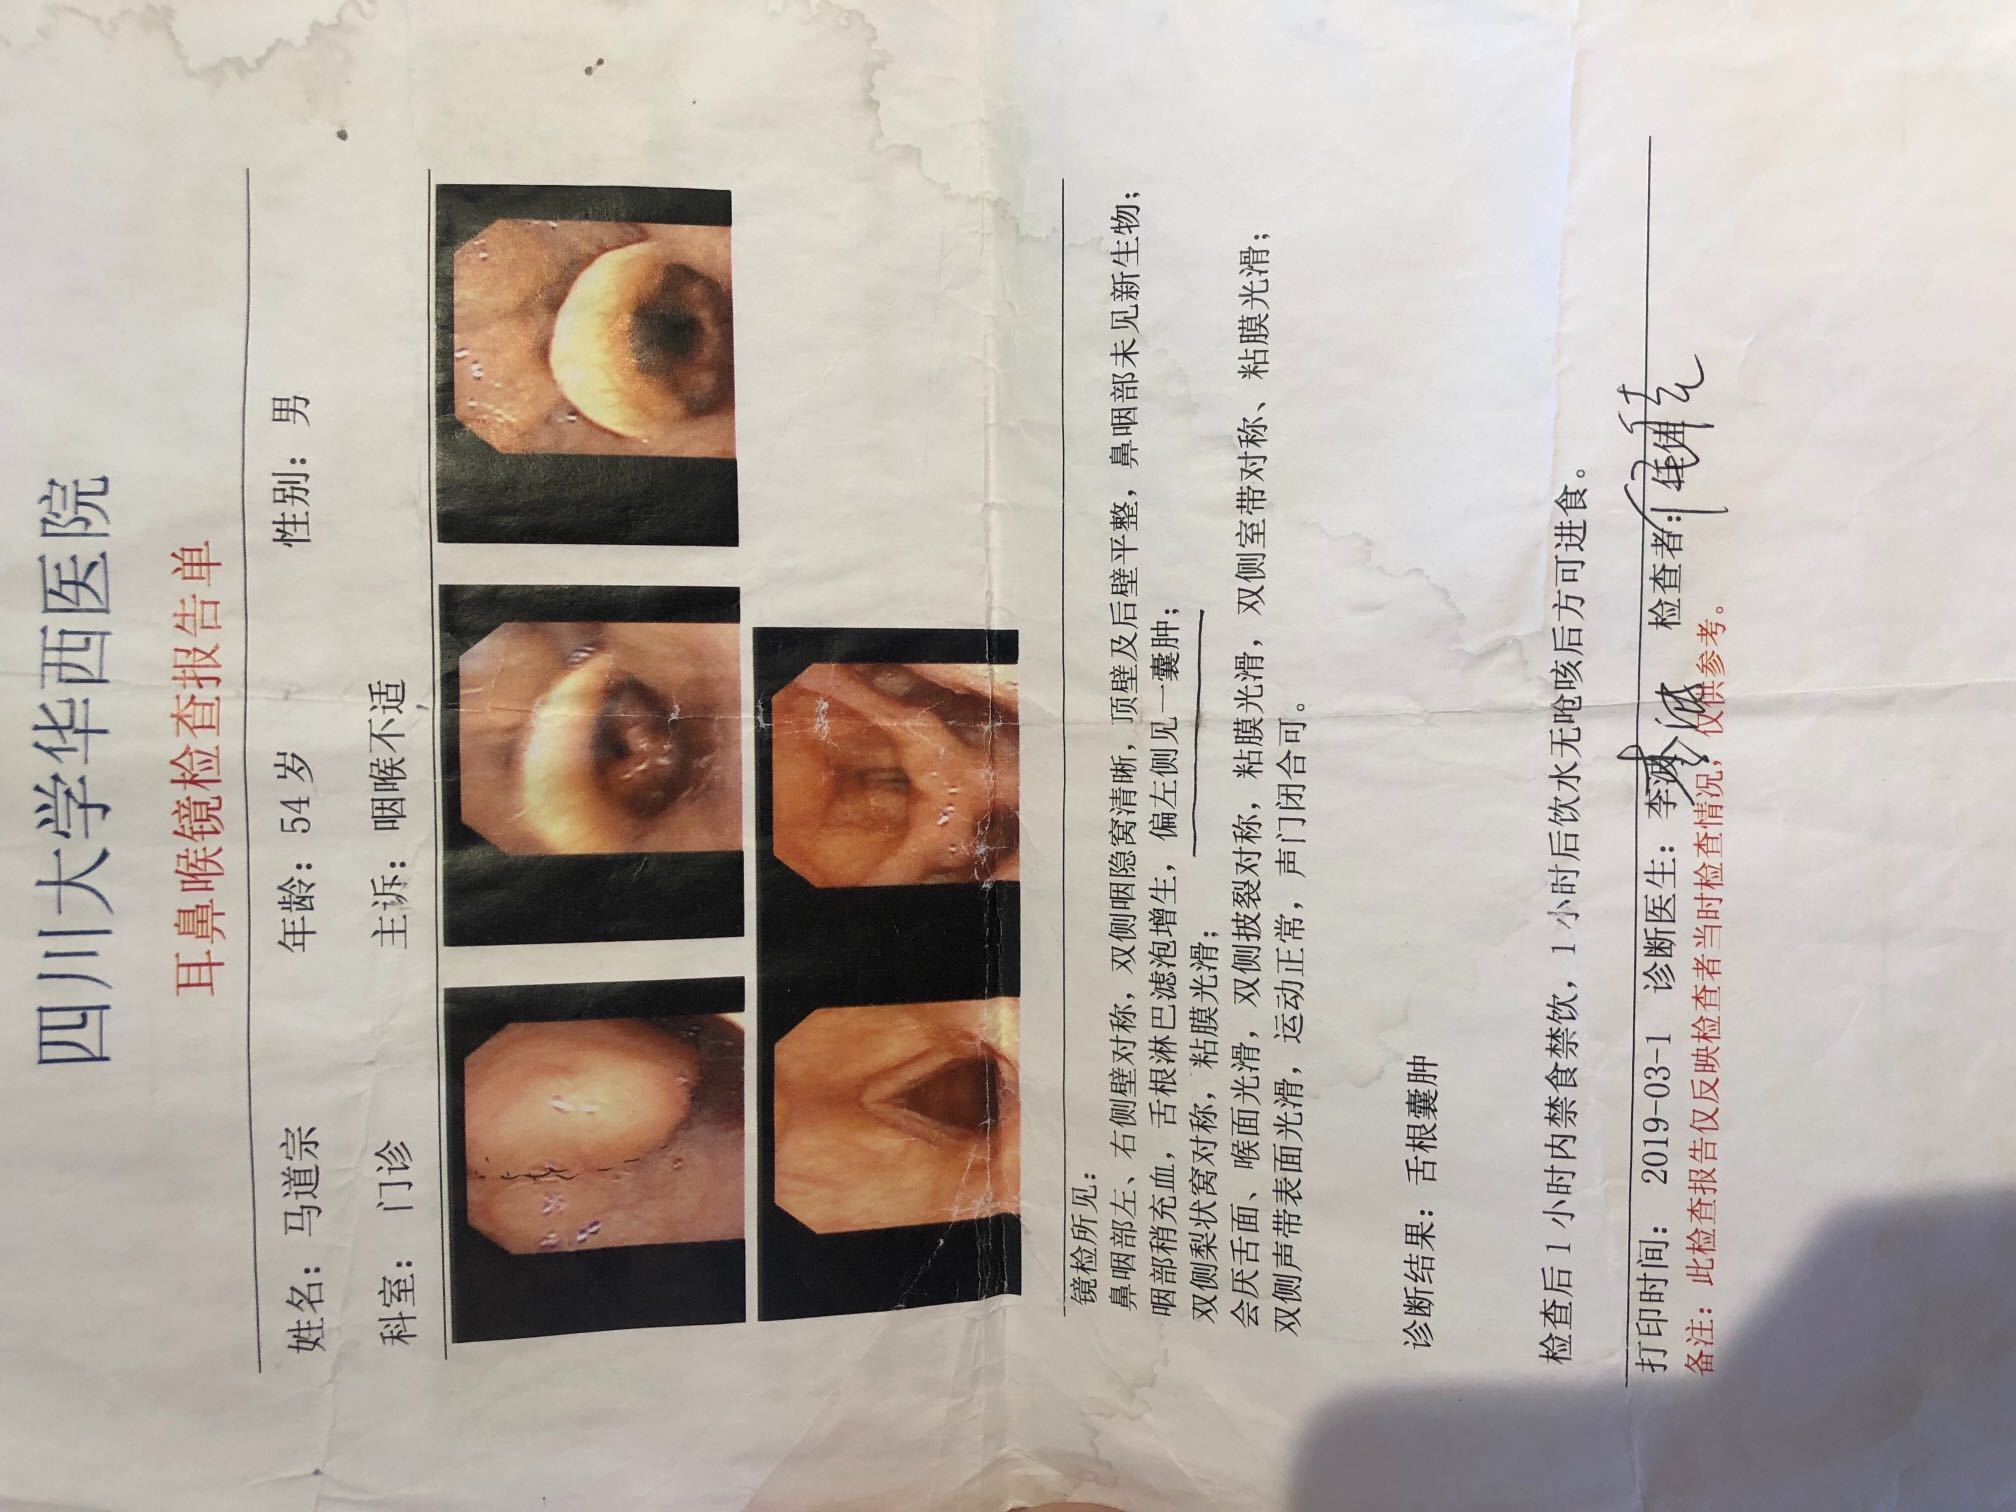 四川大学华西医院
耳鼻喉镜检查报告单
姓名：马道宗 年龄：54岁 性别：男
科室：门诊 主诉：咽喉不适
镜检所见：
鼻咽部左、右侧壁对称，双侧咽隐窝清晰，顶壁及后壁平整，鼻咽部未见新生物；
咽部稍充血，舌根淋巴滤泡增生，偏左侧见一囊肿；
双侧梨状窝对称，粘膜光滑；
会厌舌面、喉面光滑，双侧披裂对称，粘膜光滑，双侧室带对称、粘膜光滑；
双侧声带表面光滑，运动正常，声门闭合可。
诊断结果：舌根囊肿
检查后1小时内禁食禁饮，1小时后饮水无呛咳后方可进食。
打印时间：2019-03-1 诊断医生：李波 检查者：
备注：此检查报告仅反映检查者当时检查情况，仅供参考。